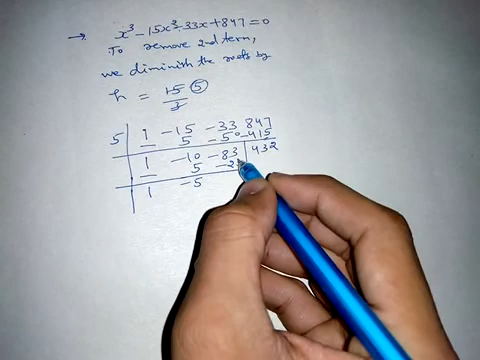 → x³ - 15x² - 33x + 847 = 0
To remove 2nd term,
we diminish the roots by
h = 15/3 5
5 | 1 -15 -33 847
— 5 -50 -415
1 -10 -83 | 432
— 5 -2
1 -5